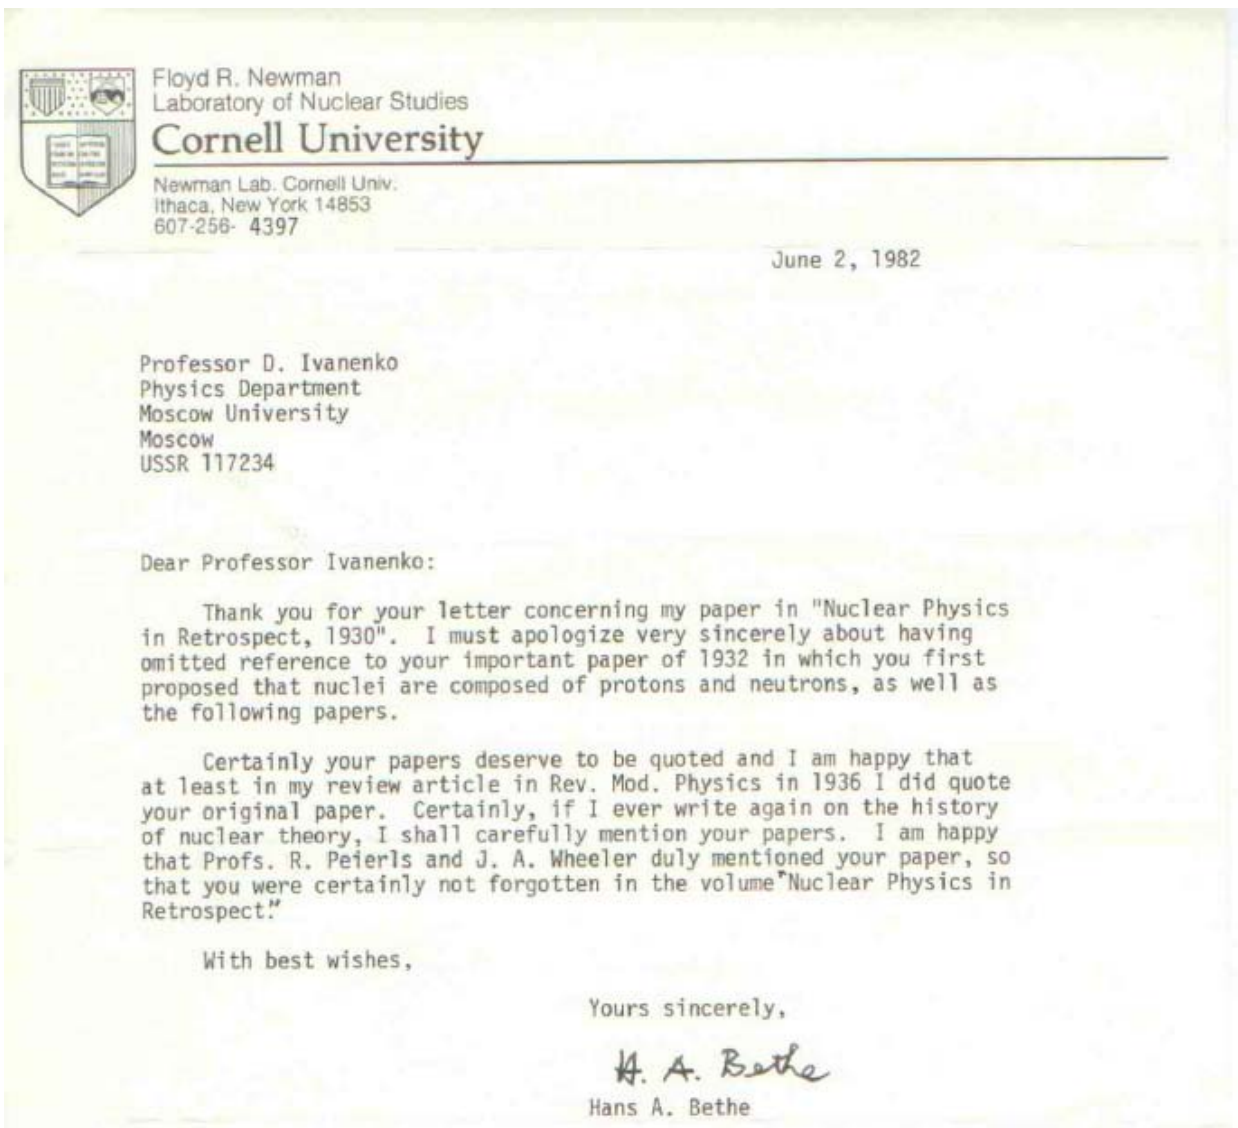 Floyd R. Newman
Laboratory of Nuclear Studies
Cornell University
Newman Lab. Cornell Univ.
Ithaca, New York 14853
607-256- 4397
June 2, 1982
Professor D. Ivanenko
Physics Department
Moscow University
Moscow
USSR 117234
Dear Professor Ivanenko:
Thank you for your letter concerning my paper in "Nuclear Physics
in Retrospect, 1930". I must apologize very sincerely about having
omitted reference to your important paper of 1932 in which you first
proposed that nuclei are composed of protons and neutrons, as well as
the following papers.
Certainly your papers deserve to be quoted and I am happy that
at least in my review article in Rev. Mod. Physics in 1936 I did quote
your original paper. Certainly, if I ever write again on the history
of nuclear theory, I shall carefully mention your papers. I am happy
that Profs. R. Peierls and J. A. Wheeler duly mentioned your paper, so
that you were certainly not forgotten in the volume "Nuclear Physics in
Retrospect."
With best wishes,
Yours sincerely,
H. A. Bethe
Hans A. Bethe